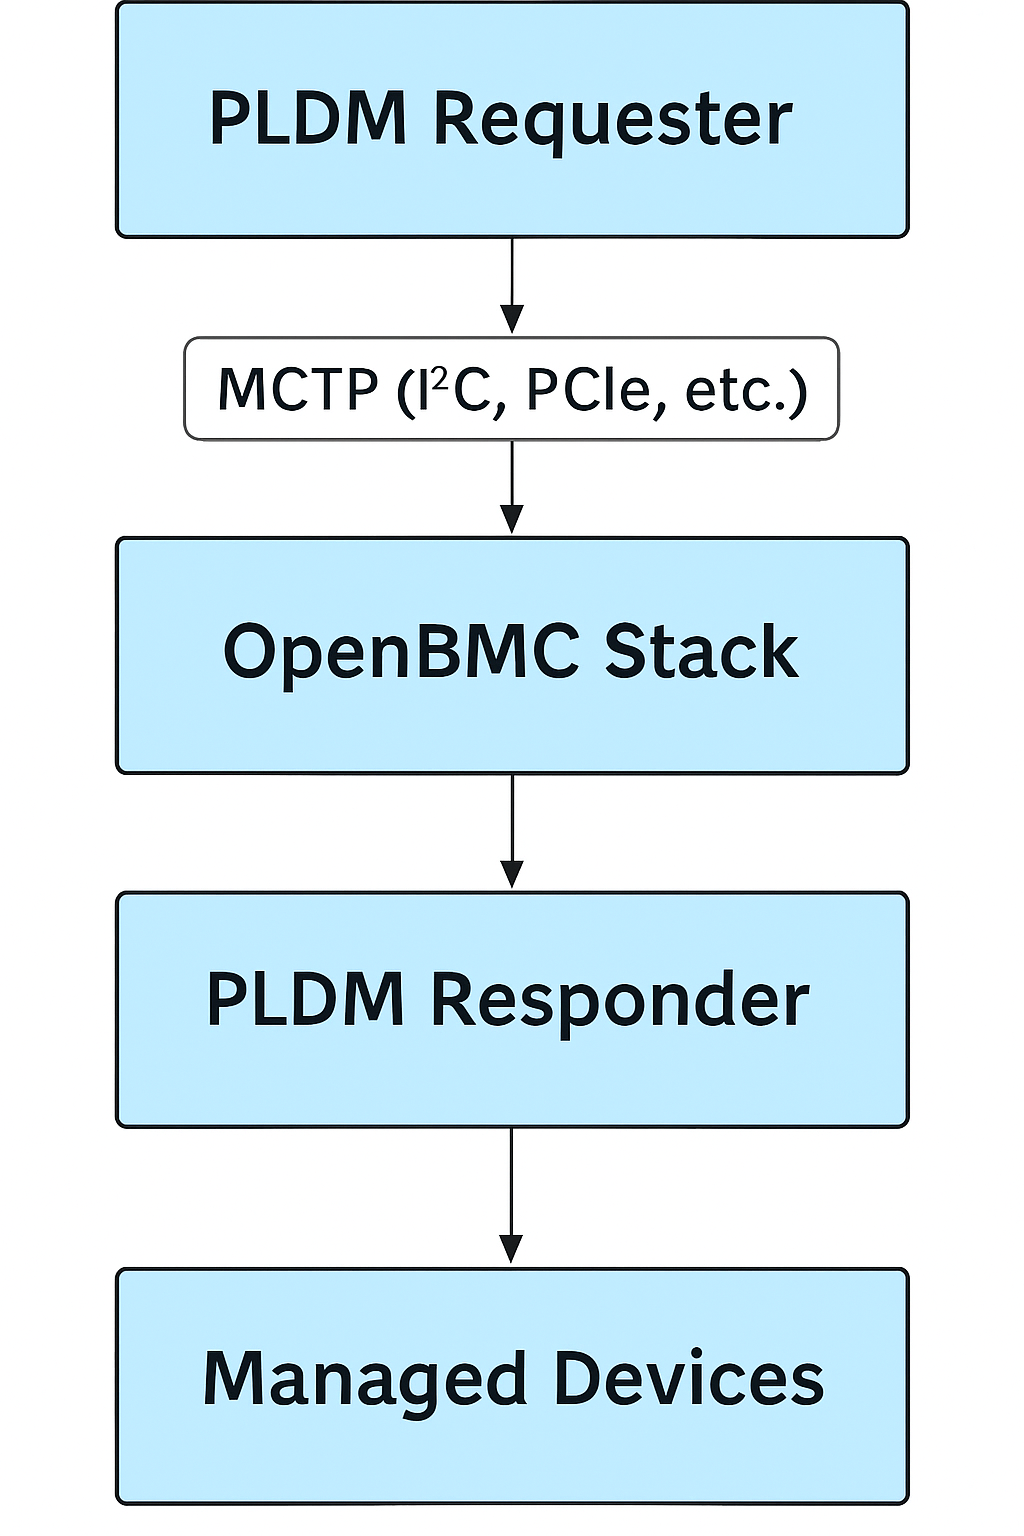 PLDM Requester
MCTP (I²C, PCIe, etc.)
OpenBMC Stack
PLDM Responder
Managed Devices